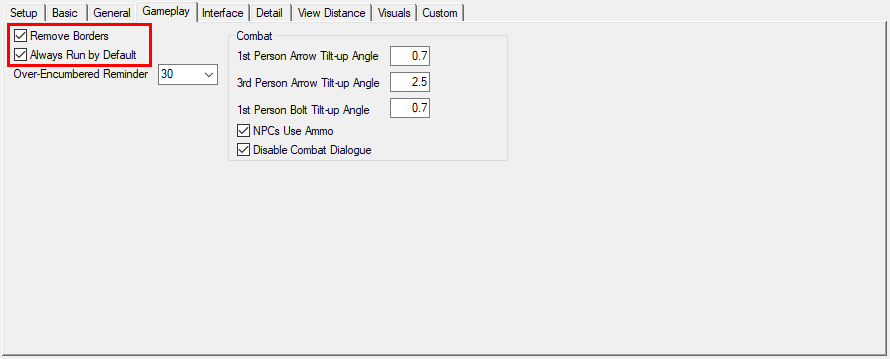 Setup Basic General Gameplay Interface Detail View Distance Visuals Custom
Remove Borders
Always Run by Default
Over-Encumbered Reminder 30
Combat
1st Person Arrow Tilt-up Angle 0.7
3rd Person Arrow Tilt-up Angle 2.5
1st Person Bolt Tilt-up Angle 0.7
NPCs Use Ammo
Disable Combat Dialogue